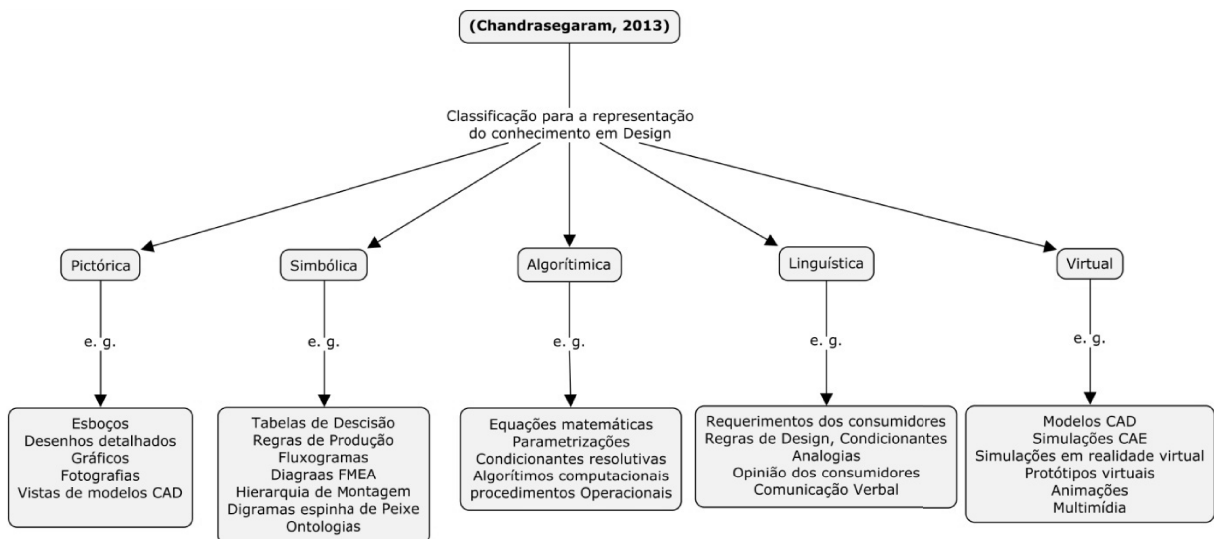 (Chandrasegaram, 2013)
Classificação para a representação
do conhecimento em Design
Pictórica
Simbólica
Algorítimica
Linguística
Virtual
e. g.
e. g.
e. g.
e. g.
e. g.
Esboços
Desenhos detalhados
Gráficos
Fotografias
Vistas de modelos CAD
Tabelas de Descisão
Regras de Produção
Fluxogramas
Diagraas FMEA
Hierarquia de Montagem
Digramas espinha de Peixe
Ontologias
Equações matemáticas
Parametrizações
Condicionantes resolutivas
Algorítimos computacionais
procedimentos Operacionais
Requerimentos dos consumidores
Regras de Design, Condicionantes
Analogias
Opinião dos consumidores
Comunicação Verbal
Modelos CAD
Simulações CAE
Simulações em realidade virtual
Protótipos virtuais
Animações
Multimídia